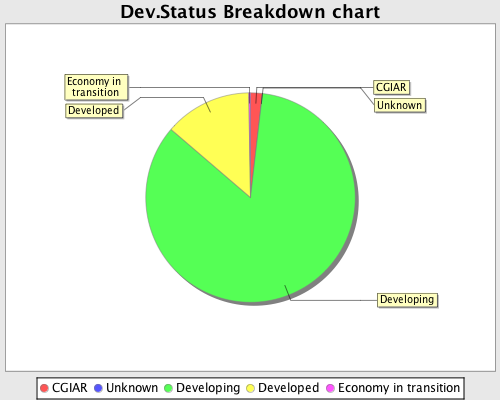 Dev.Status Breakdown chart
Economy in
transition
CGIAR
Developed
Unknown
Developing
CGIAR Unknown Developing Developed Economy in transition